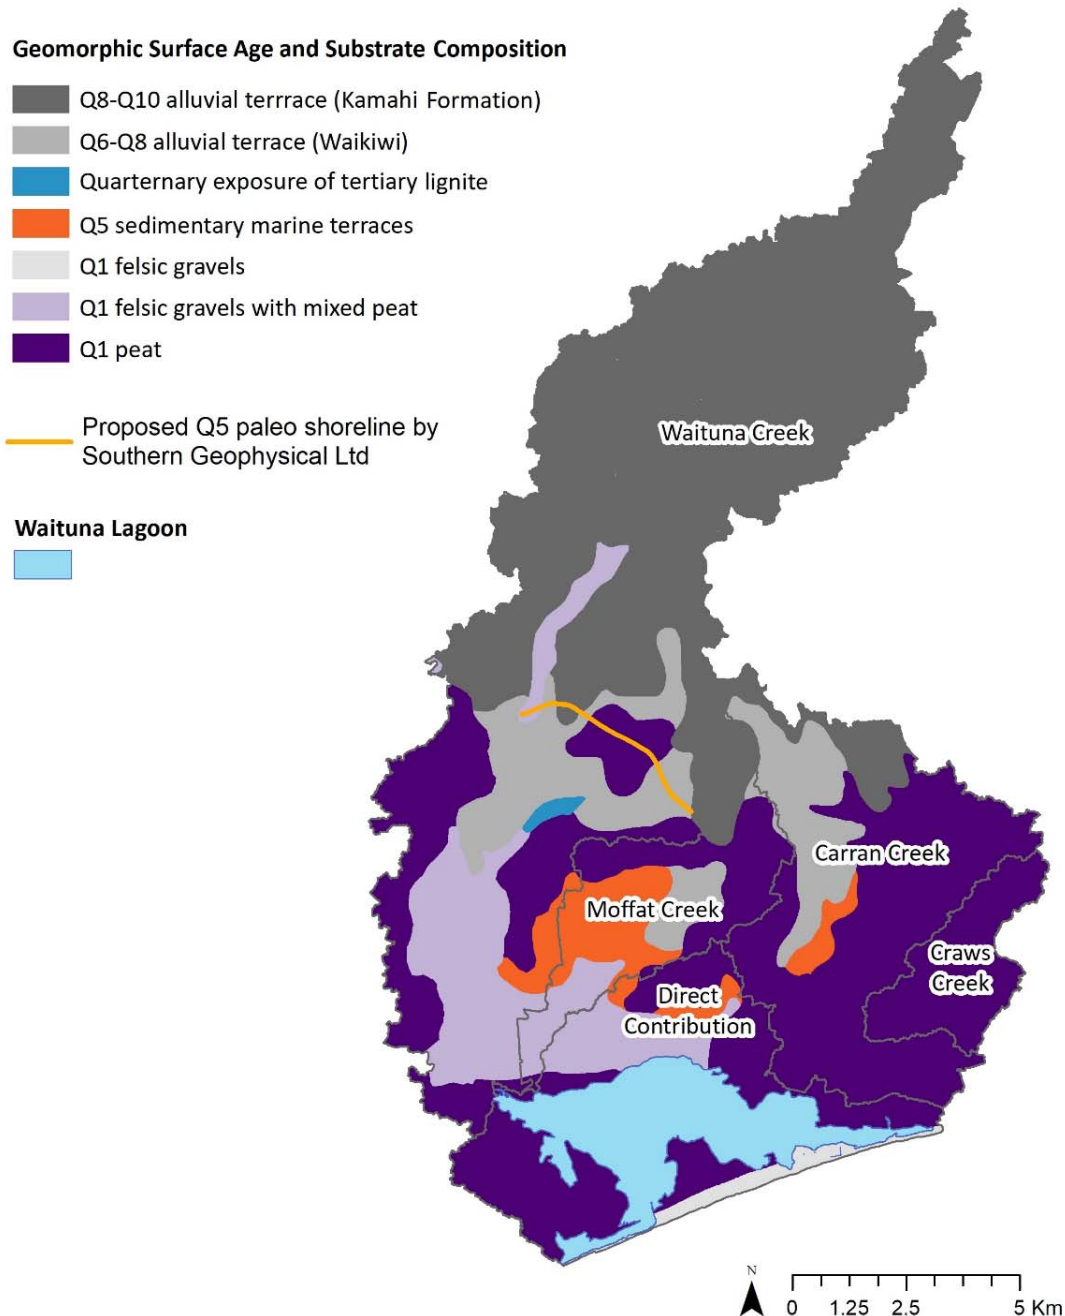 Geomorphic Surface Age and Substrate Composition
Q8-Q10 alluvial terrrace (Kamahi Formation)
Q6-Q8 alluvial terrace (Waikiwi)
Quarternary exposure of tertiary lignite
Q5 sedimentary marine terraces
Q1 felsic gravels
Q1 felsic gravels with mixed peat
Q1 peat
Proposed Q5 paleo shoreline by
Southern Geophysical Ltd
Waituna Lagoon
Waituna Creek
Carran Creek
Moffat Creek
Craws
Creek
Direct
Contribution
N
0 1.25 2.5 5 Km